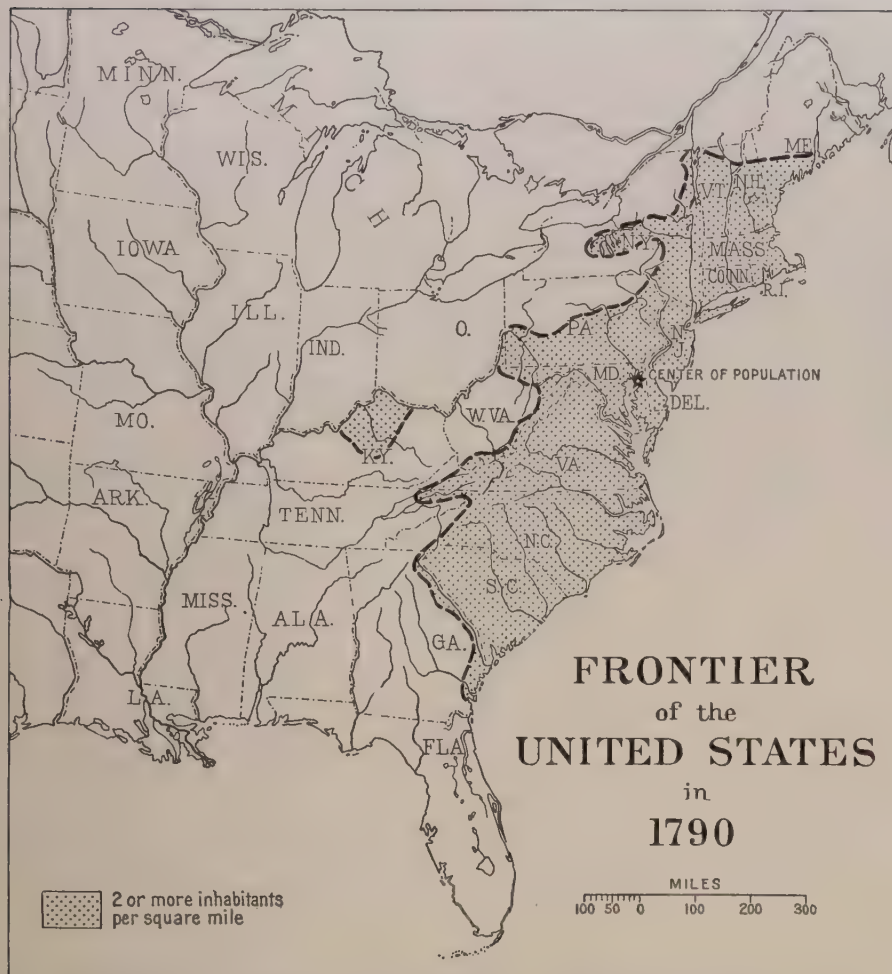 MINN.
WIS.
M
I
C
H
IOWA
ILL.
IND.
O.
MO.
KY.
W.VA.
ARK.
TENN.
MISS.
ALA.
GA.
LA.
FLA
ME.
VT.
N.H.
N.Y.
MASS
CONN.
R.I.
PA.
N.
J.
MD.
CENTER OF POPULATION
DEL.
VA.
N.C.
S.C.
FRONTIER
of the
UNITED STATES
in
1790
2 or more inhabitants
per square mile
MILES
100 50 0 100 200 300